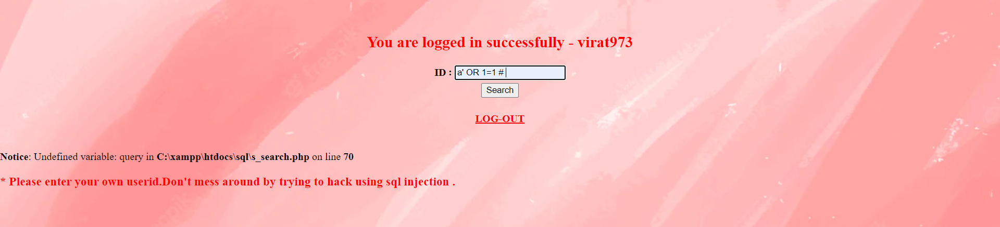 You are logged in successfully - virat973
ID : a' OR 1=1 #
Search
LOG-OUT
Notice: Undefined variable: query in C:\xampp\htdocs\sql\s_search.php on line 70
* Please enter your own userid.Don't mess around by trying to hack using sql injection .
freepik